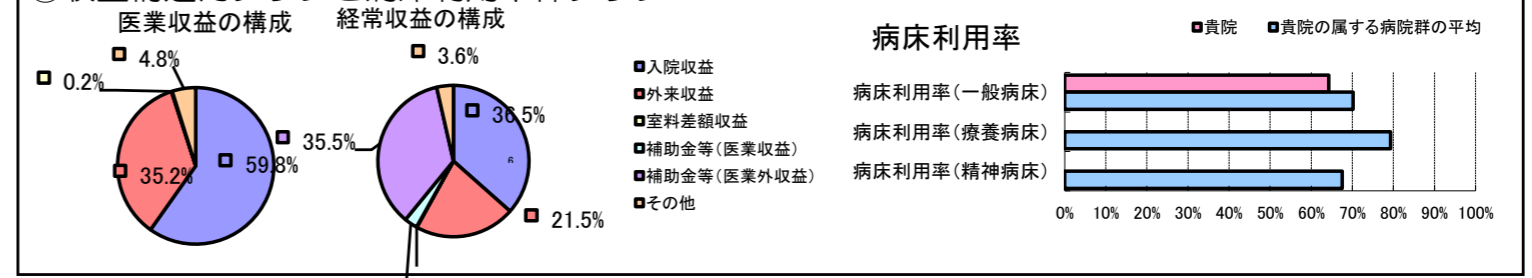 医業収益の構成
4.8%
0.2%
35.2%
59.8%
経常収益の構成
3.6%
36.5%
35.5%
6
21.5%
入院収益
外来収益
室料差額収益
補助金等(医業収益)
補助金等(医業外収益)
その他
病床利用率
貴院
貴院の属する病院群の平均
病床利用率(一般病床)
病床利用率(療養病床)
病床利用率(精神病床)
0% 10% 20% 30% 40% 50% 60% 70% 80% 90% 100%